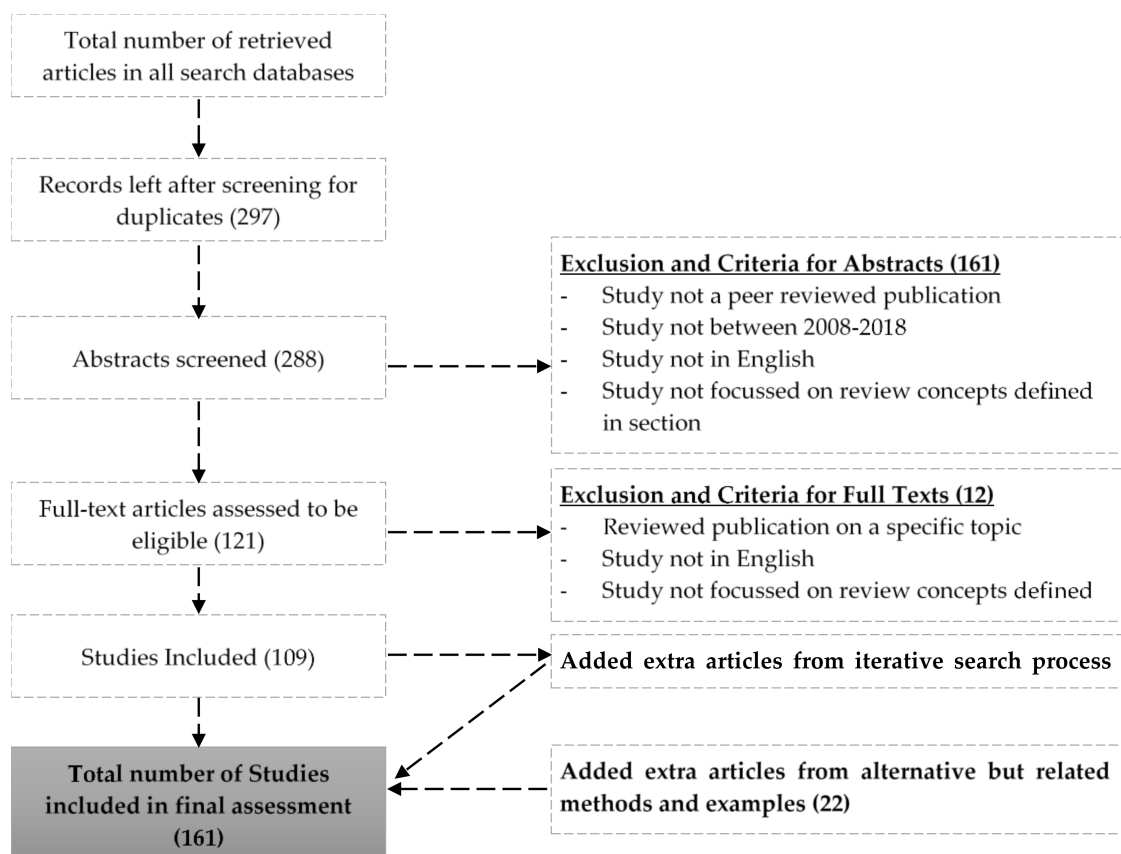 Total number of retrieved
articles in all search databases
Records left after screening for
duplicates (297)
Abstracts screened (288)
Exclusion and Criteria for Abstracts (161)
- Study not a peer reviewed publication
- Study not between 2008-2018
- Study not in English
- Study not focussed on review concepts defined
in section
Full-text articles assessed to be
eligible (121)
Exclusion and Criteria for Full Texts (12)
- Reviewed publication on a specific topic
- Study not in English
- Study not focussed on review concepts defined
Studies Included (109)
Added extra articles from iterative search process
Total number of Studies
included in final assessment
(161)
Added extra articles from alternative but related
methods and examples (22)